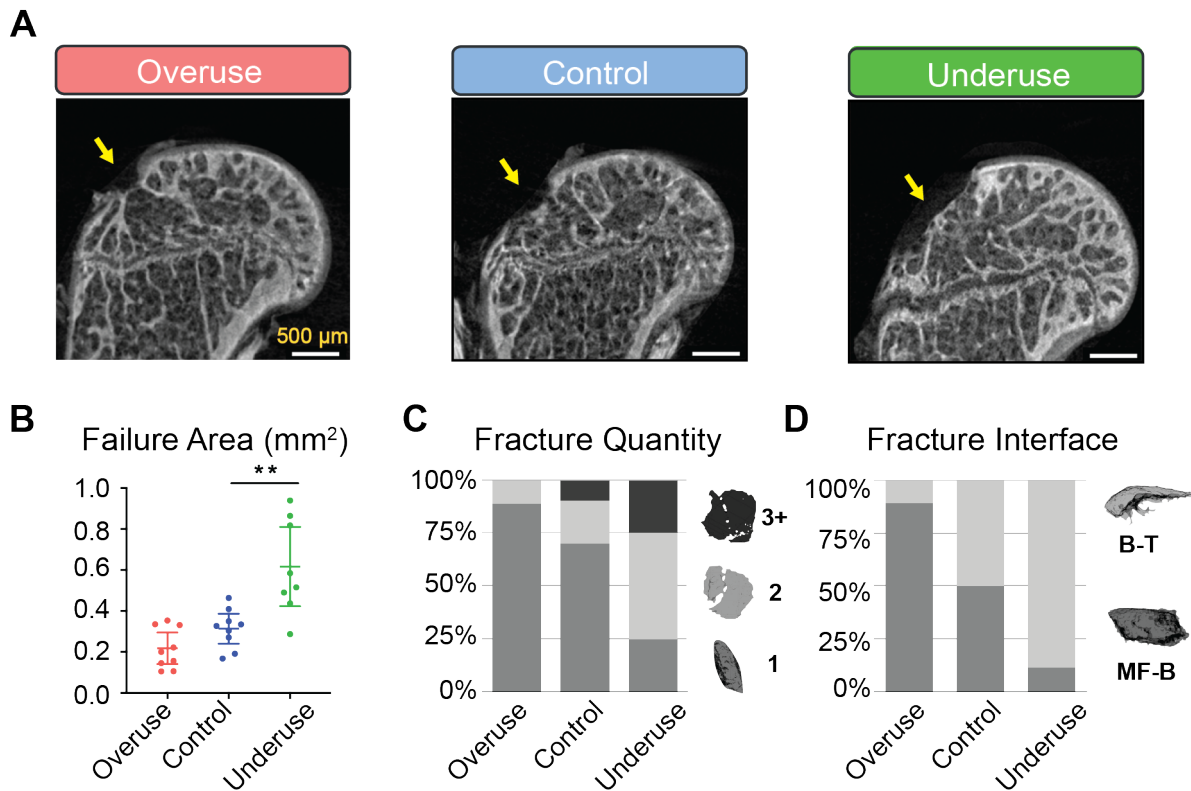 A
Overuse
Control
Underuse
500 µm
B
Failure Area (mm²)
**
1.0
0.8
0.6
0.4
0.2
0.0
Overuse
Control
Underuse
C
Fracture Quantity
100%
75%
50%
25%
0%
Overuse
Control
Underuse
3+
2
1
D
Fracture Interface
100%
75%
50%
25%
0%
Overuse
Control
Underuse
B-T
MF-B